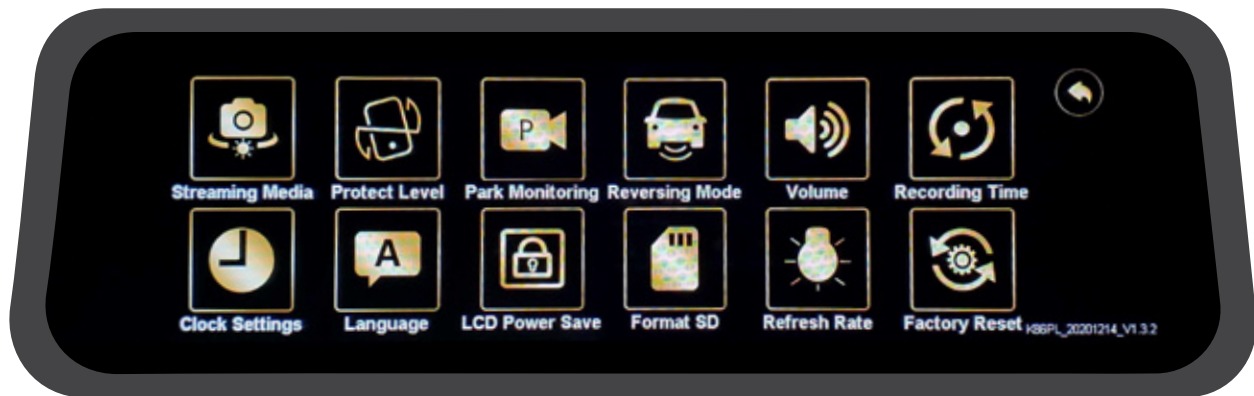 P
Streaming Media
Protect Level
Park Monitoring
Reversing Mode
Volume
Recording Time
A
Clock Settings
Language
LCD Power Save
Format SD
Refresh Rate
Factory Reset
K86PL_20201214_V1.3.2